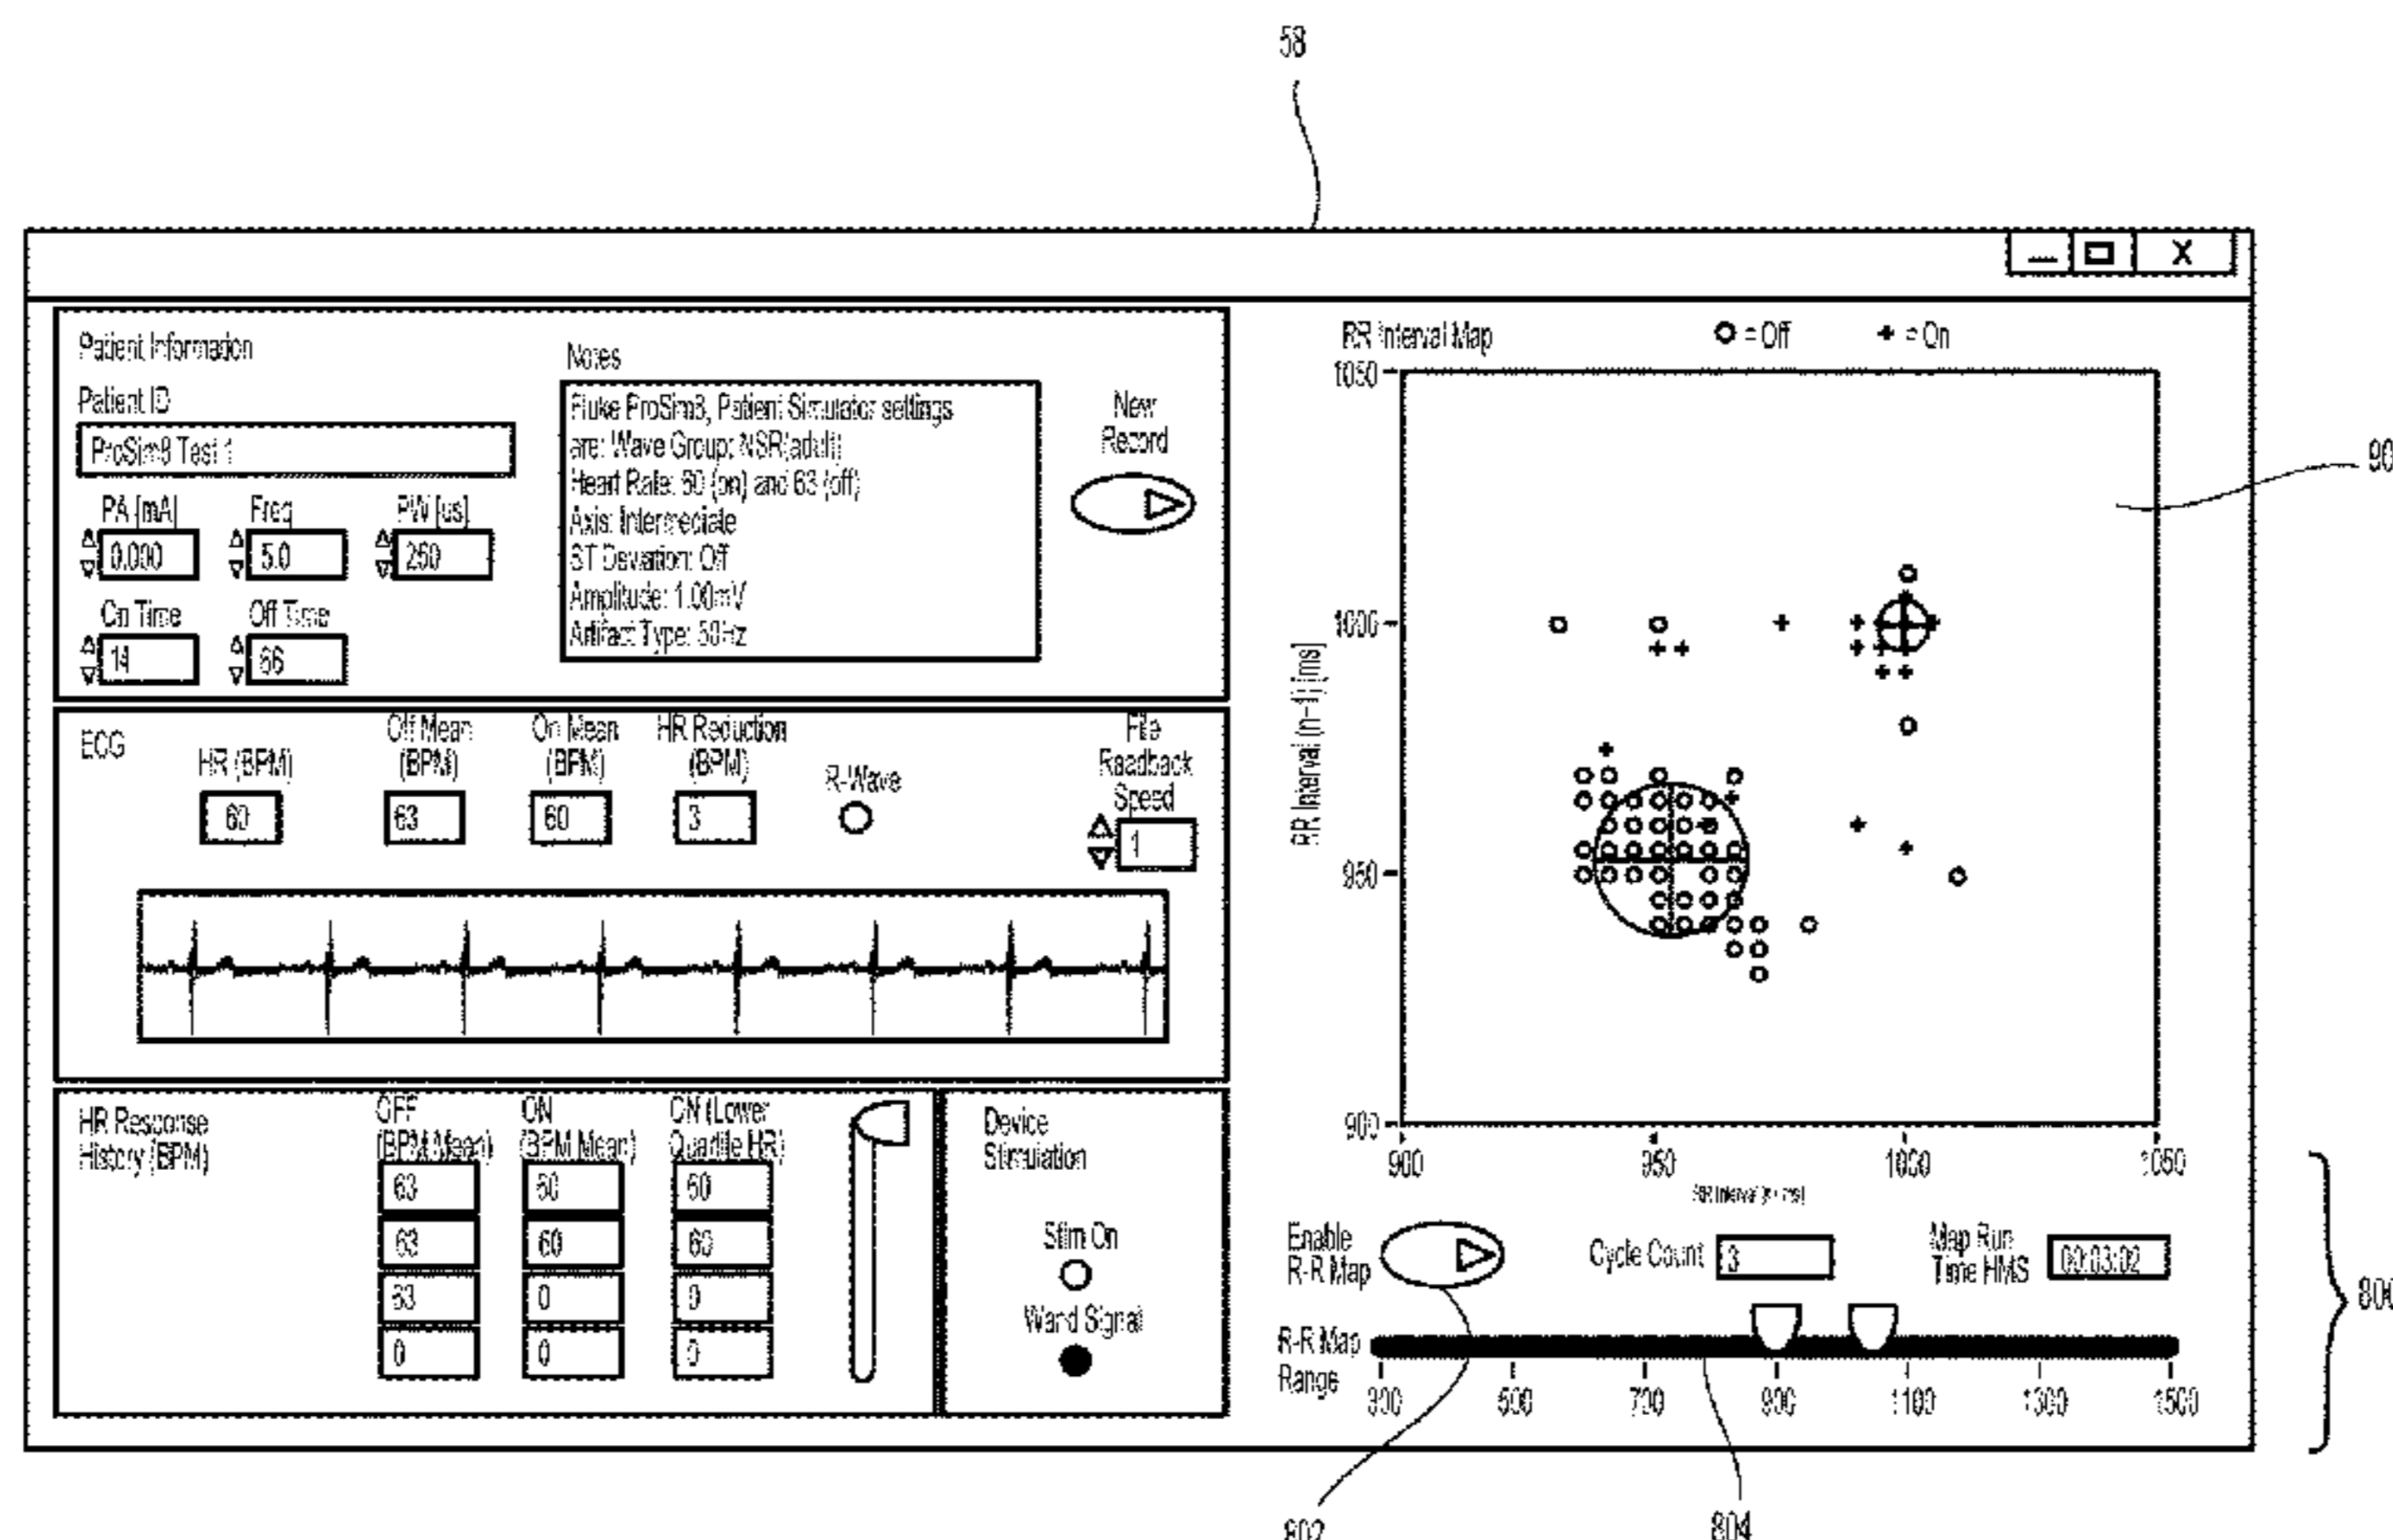 58
Patient Information
Patient ID
ProSim8 Test 1
PA [mA]
Freq
PW [us]
0.000
5.0
250
On Time
Off Time
14
66
Notes
Fluke ProSim8, Patient Simulator settings
are: Wave Group: NSR(adult)
Heart Rate: 60 (on) and 63 (off)
Axis: Intermediate
ST Deviation: Off
Amplitude: 1.00mV
Artifact Type: 50Hz
New
Record
ECG
HR (BPM)
60
Off Mean
(BPM)
63
On Mean
(BPM)
60
HR Reduction
(BPM)
3
R-Wave
File
Readback
Speed
1
HR Response
History (BPM)
OFF
(BPM Mean)
63
63
63
0
ON
(BPM Mean)
60
60
0
0
ON (Lower
Quadile HR)
60
60
0
0
Device
Stimulation
Stim On
Wand Signal
X
RR Interval Map
= Off
+ = On
1050
1000
950
900
RR Interval (n-1) [ms]
900
950
1000
1050
90
Enable
R-R Map
Cycle Count
3
Map Run
Time HMS
00:03:02
R-R Map
Range
300
500
700
900
1100
1300
1500
800
802
804